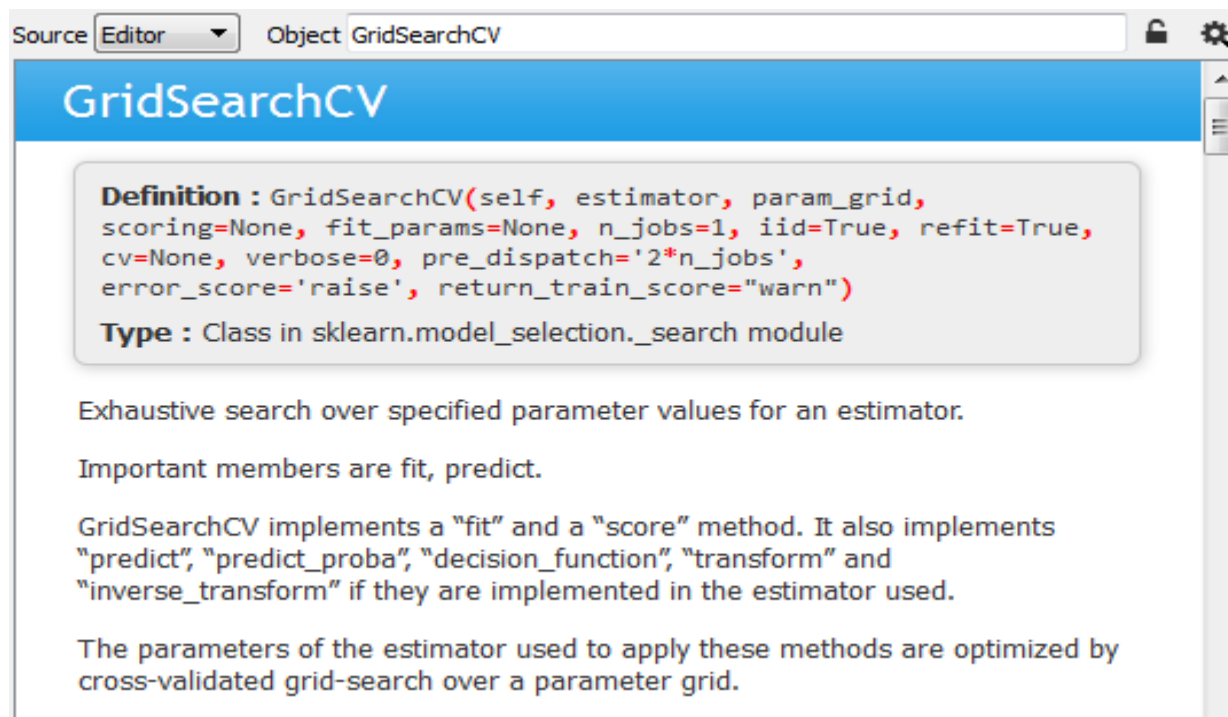 Source Editor Object GridSearchCV
GridSearchCV
Definition : GridSearchCV(self, estimator, param_grid,
scoring=None, fit_params=None, n_jobs=1, iid=True, refit=True,
cv=None, verbose=0, pre_dispatch='2*n_jobs',
error_score='raise', return_train_score="warn")
Type : Class in sklearn.model_selection._search module
Exhaustive search over specified parameter values for an estimator.
Important members are fit, predict.
GridSearchCV implements a “fit” and a “score” method. It also implements
“predict”, “predict_proba”, “decision_function”, “transform” and
“inverse_transform” if they are implemented in the estimator used.
The parameters of the estimator used to apply these methods are optimized by
cross-validated grid-search over a parameter grid.